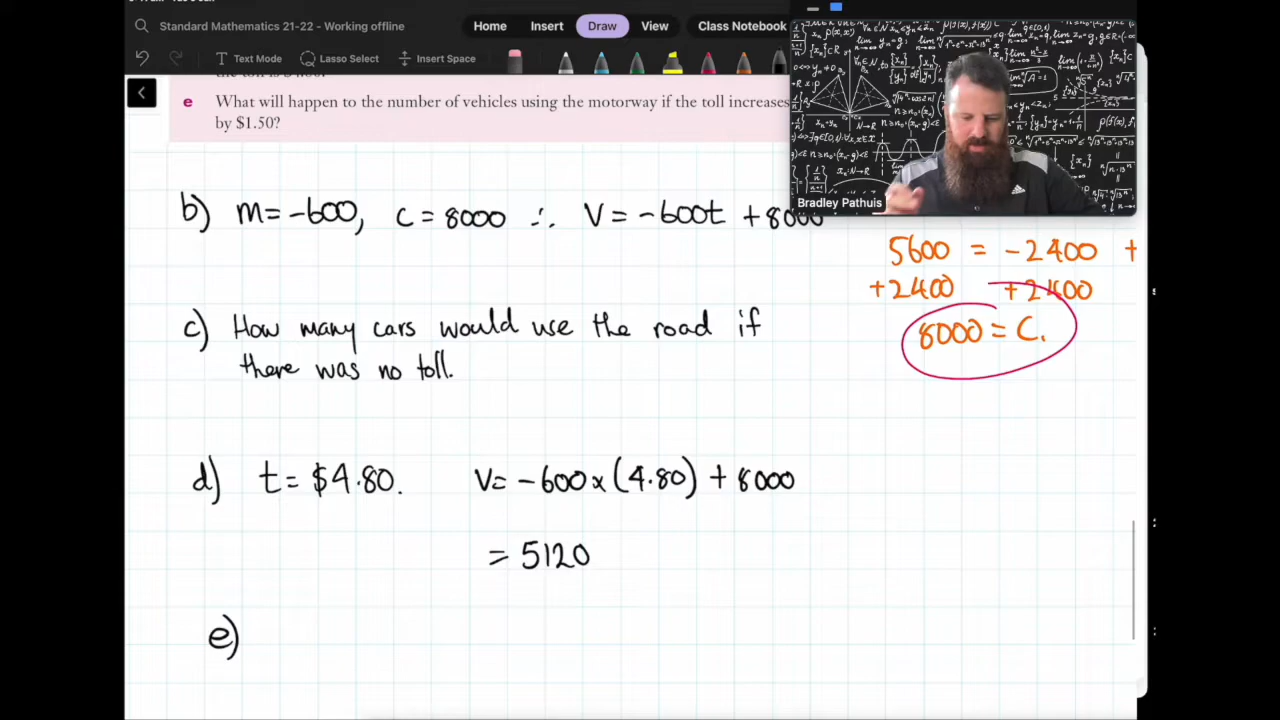 Standard Mathematics 21-22 - Working offline
Home Insert Draw View Class Notebook
Text Mode Lasso Select Insert Space
e What will happen to the number of vehicles using the motorway if the toll increases
by $1.50?
Bradley Pathuis
b) m = -600, c = 8000 ∴ V = -600t + 8000
5600 = -2400 +
+2400 +2400
8000 = C.
c) How many cars would use the road if
there was no toll.
d) t = $4.80. V = -600 × (4.80) + 8000
= 5120
e)